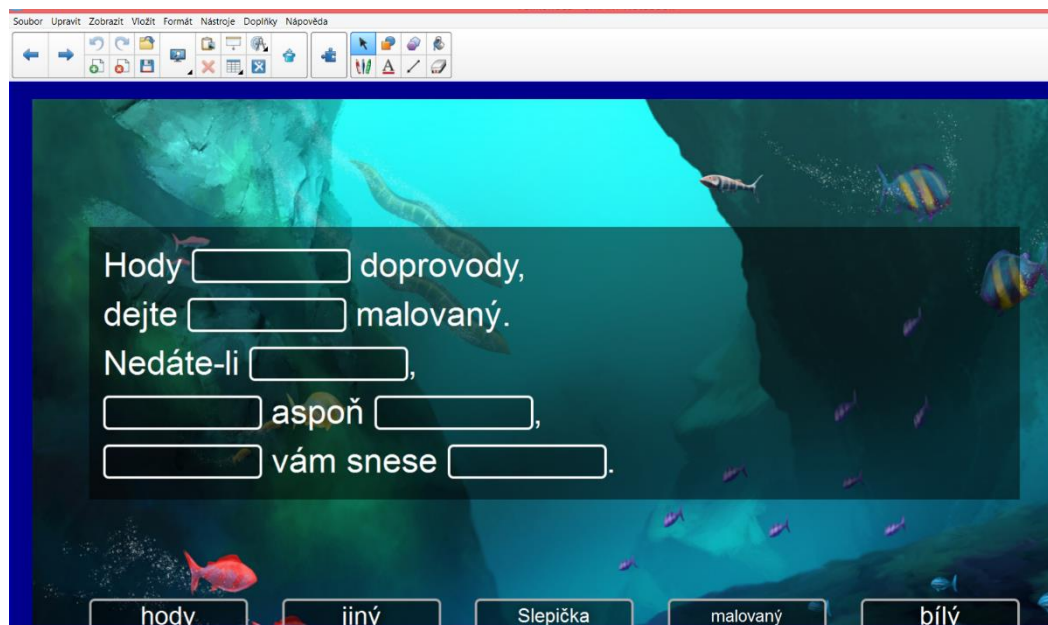 Soubor Upravit Zobrazit Vložit Formát Nástroje Doplňky Nápověda
Hody doprovody,
dejte malovaný.
Nedáte-li ,
aspoň ,
vám snese .
hody jiný Slepička malovaný bílý